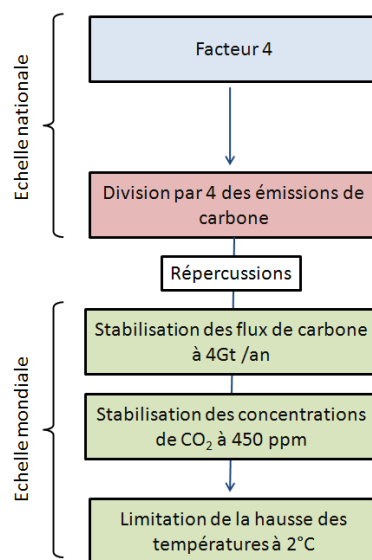 Echelle nationale
Facteur 4
Division par 4 des émissions de
carbone
Répercussions
Echelle mondiale
Stabilisation des flux de carbone
à 4Gt /an
Stabilisation des concentrations
de CO₂ à 450 ppm
Limitation de la hausse des
températures à 2°C